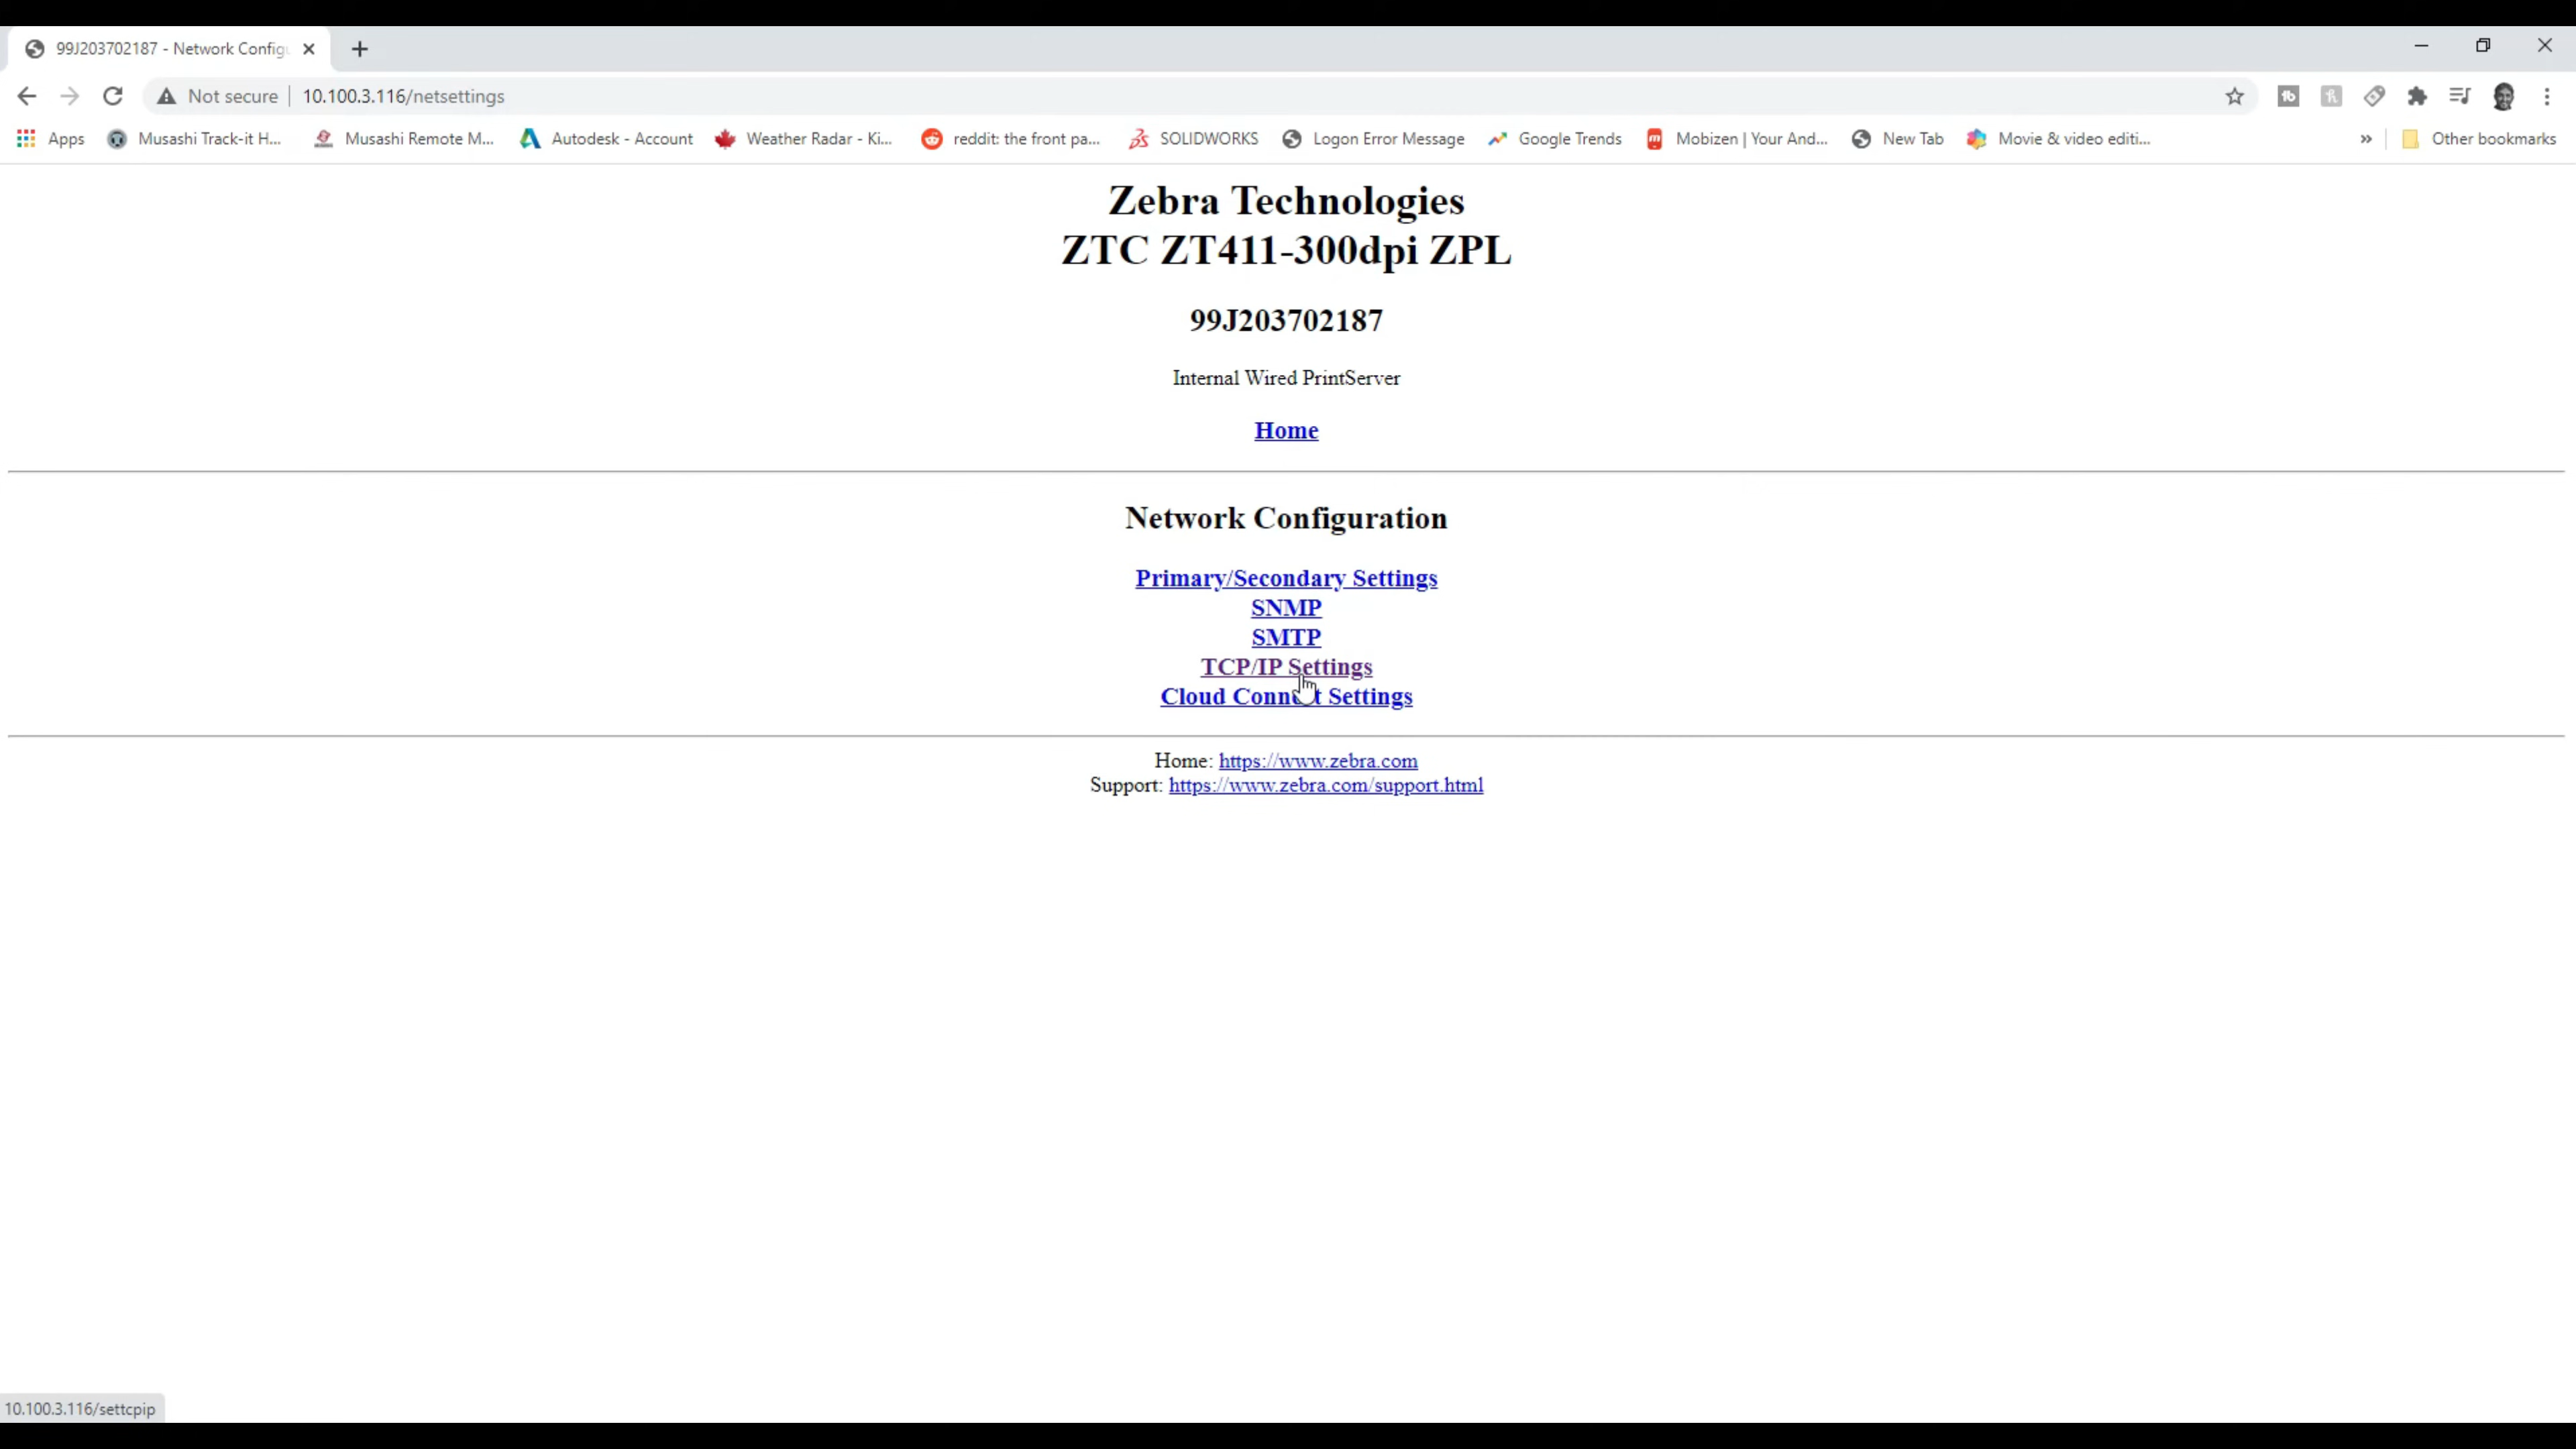 99J203702187 - Network Config
Not secure 10.100.3.116/netsettings
Apps Musashi Track-it H... Musashi Remote M... Autodesk - Account Weather Radar - Ki... reddit: the front pa... SOLIDWORKS Logon Error Message Google Trends Mobizen | Your And... New Tab Movie & video editi... » Other bookmarks
Zebra Technologies
ZTC ZT411-300dpi ZPL
99J203702187
Internal Wired PrintServer
Home
Network Configuration
Primary/Secondary Settings
SNMP
SMTP
TCP/IP Settings
Cloud Connect Settings
Home: https://www.zebra.com
Support: https://www.zebra.com/support.html
10.100.3.116/settcpip